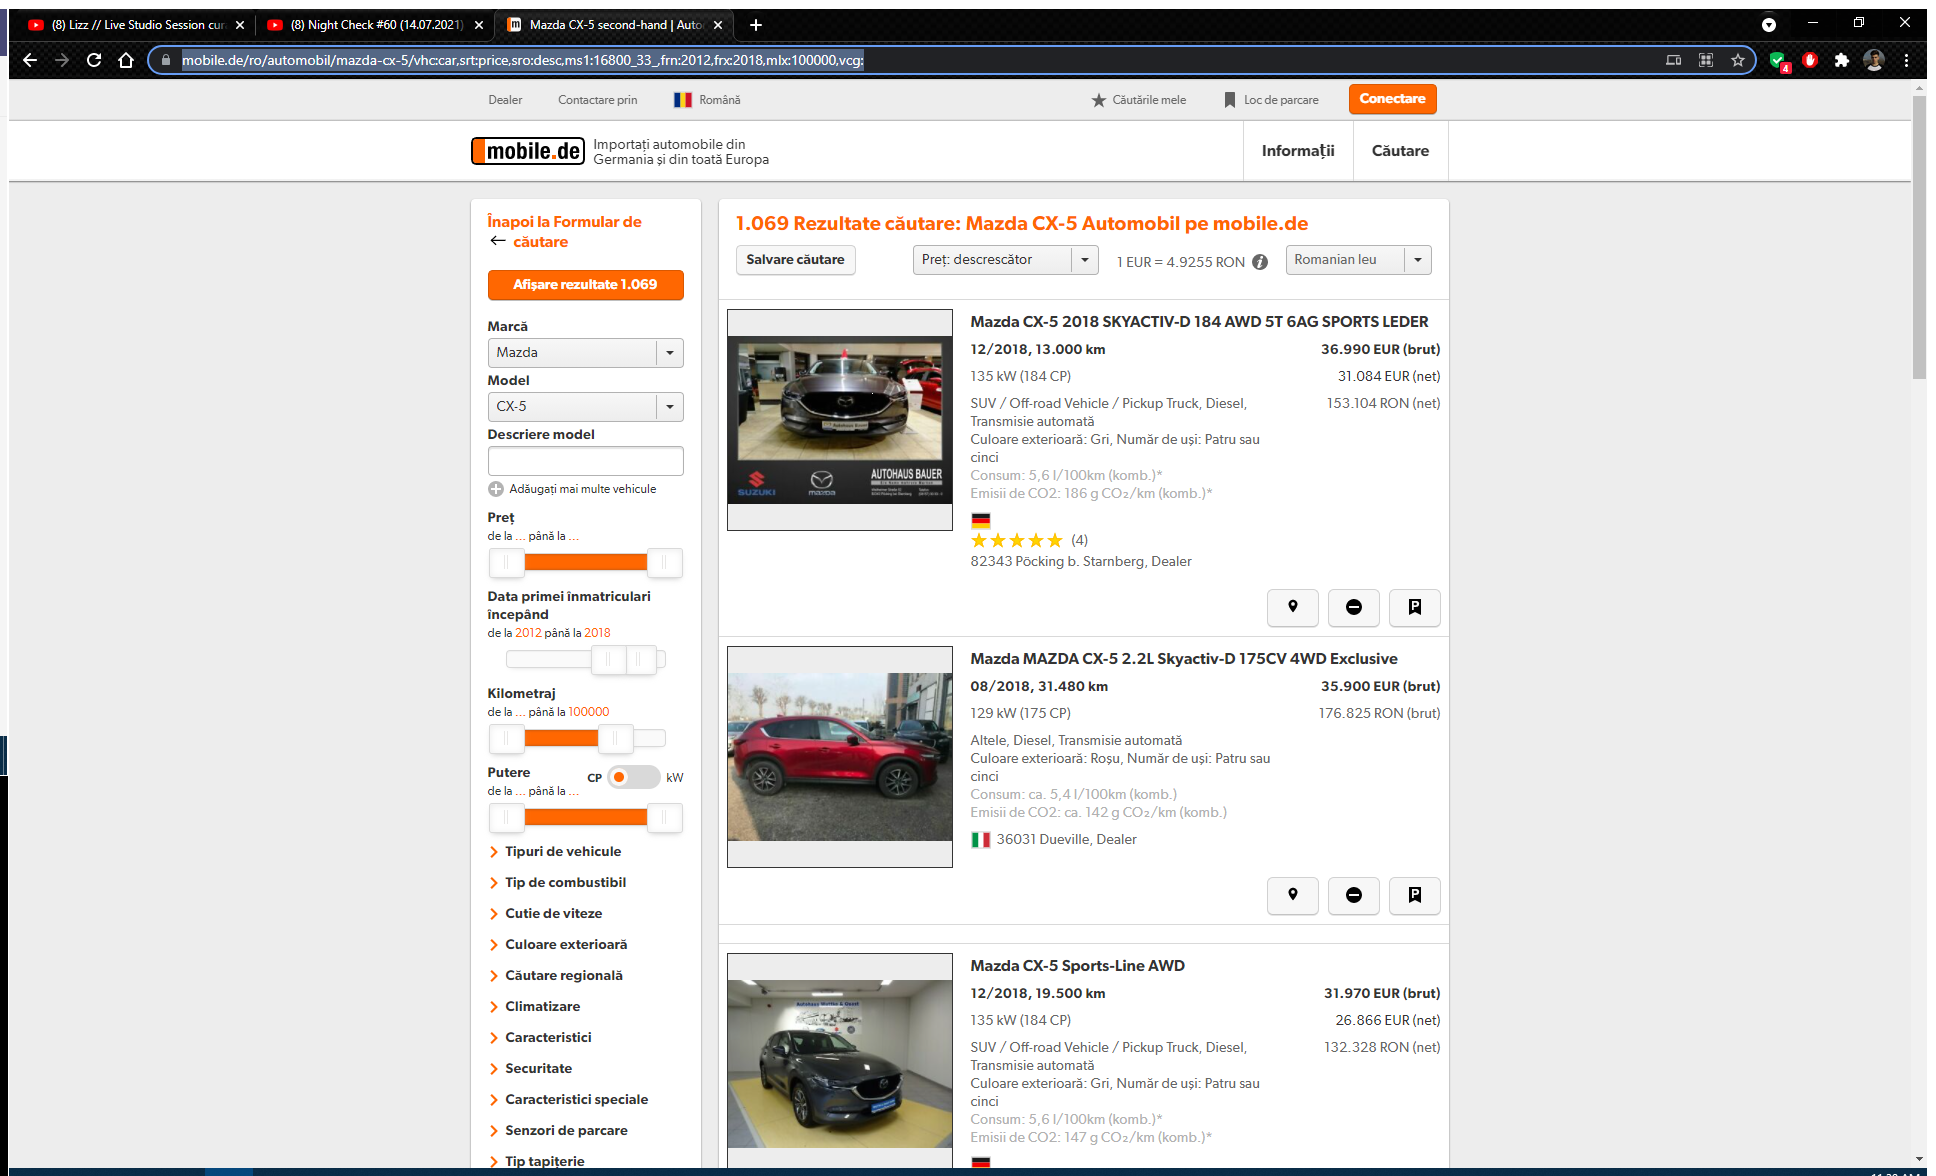 (8) Lizz // Live Studio Session cur
(8) Night Check #60 (14.07.2021)
Mazda CX-5 second-hand | Auto
mobile.de/ro/automobil/mazda-cx-5/vhc:car,srt:price,sro:desc,ms1:16800_33_,frn:2012,frx:2018,mlx:100000,vcg:
4
Dealer
Contactare prin
Română
Căutările mele
Loc de parcare
Conectare
mobile.de
Importați automobile din
Germania și din toată Europa
Informații
Căutare
Înapoi la Formular de
căutare
Afișare rezultate 1.069
Marcă
Mazda
Model
CX-5
Descriere model
Adăugați mai multe vehicule
Preț
de la ... până la ...
Data primei înmatriculari
începând
de la 2012 până la 2018
Kilometraj
de la ... până la 100000
Putere
CP
kW
de la ... până la ...
Tipuri de vehicule
Tip de combustibil
Cutie de viteze
Culoare exterioară
Căutare regională
Climatizare
Caracteristici
Securitate
Caracteristici speciale
Senzori de parcare
Tip tapițerie
1.069 Rezultate căutare: Mazda CX-5 Automobil pe mobile.de
Salvare căutare
Preț: descrescător
1 EUR = 4.9255 RON
Romanian leu
AUTOHAUS BAUER
SUZUKI
mazda
Mazda CX-5 2018 SKYACTIV-D 184 AWD 5T 6AG SPORTS LEDER
12/2018, 13.000 km
36.990 EUR (brut)
135 kW (184 CP)
31.084 EUR (net)
SUV / Off-road Vehicle / Pickup Truck, Diesel,
153.104 RON (net)
Transmisie automată
Culoare exterioară: Gri, Număr de uși: Patru sau
cinci
Consum: 5,6 l/100km (komb.)*
Emisii de CO2: 186 g CO₂/km (komb.)*
(4)
82343 Pöcking b. Starnberg, Dealer
Mazda MAZDA CX-5 2.2L Skyactiv-D 175CV 4WD Exclusive
08/2018, 31.480 km
35.900 EUR (brut)
129 kW (175 CP)
176.825 RON (brut)
Altele, Diesel, Transmisie automată
Culoare exterioară: Roșu, Număr de uși: Patru sau
cinci
Consum: ca. 5,4 l/100km (komb.)
Emisii de CO2: ca. 142 g CO₂/km (komb.)
36031 Dueville, Dealer
Mazda CX-5 Sports-Line AWD
12/2018, 19.500 km
31.970 EUR (brut)
135 kW (184 CP)
26.866 EUR (net)
SUV / Off-road Vehicle / Pickup Truck, Diesel,
132.328 RON (net)
Transmisie automată
Culoare exterioară: Gri, Număr de uși: Patru sau
cinci
Consum: 5,6 l/100km (komb.)*
Emisii de CO2: 147 g CO₂/km (komb.)*